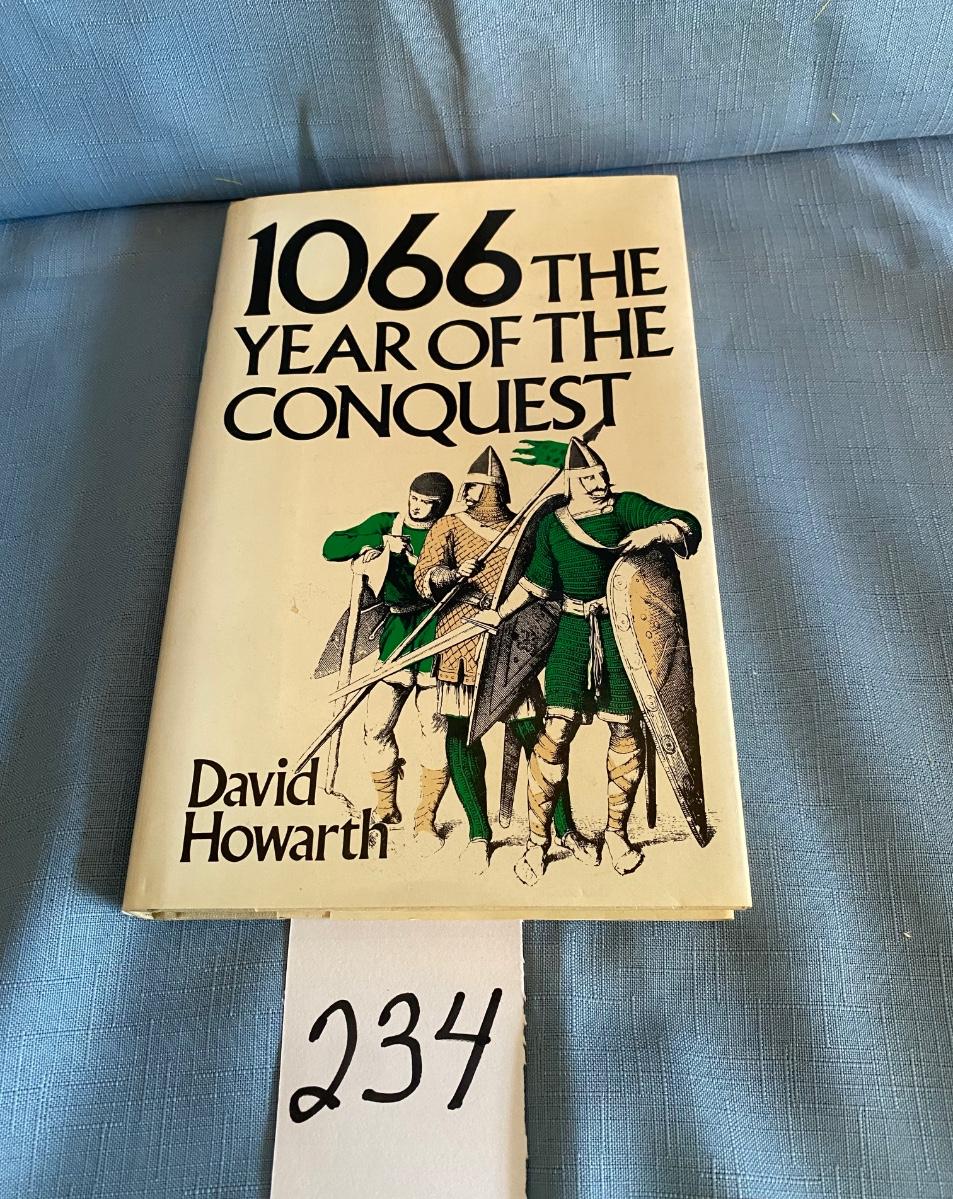 1066 THE
YEAR OF THE
CONQUEST
David
Howarth
234